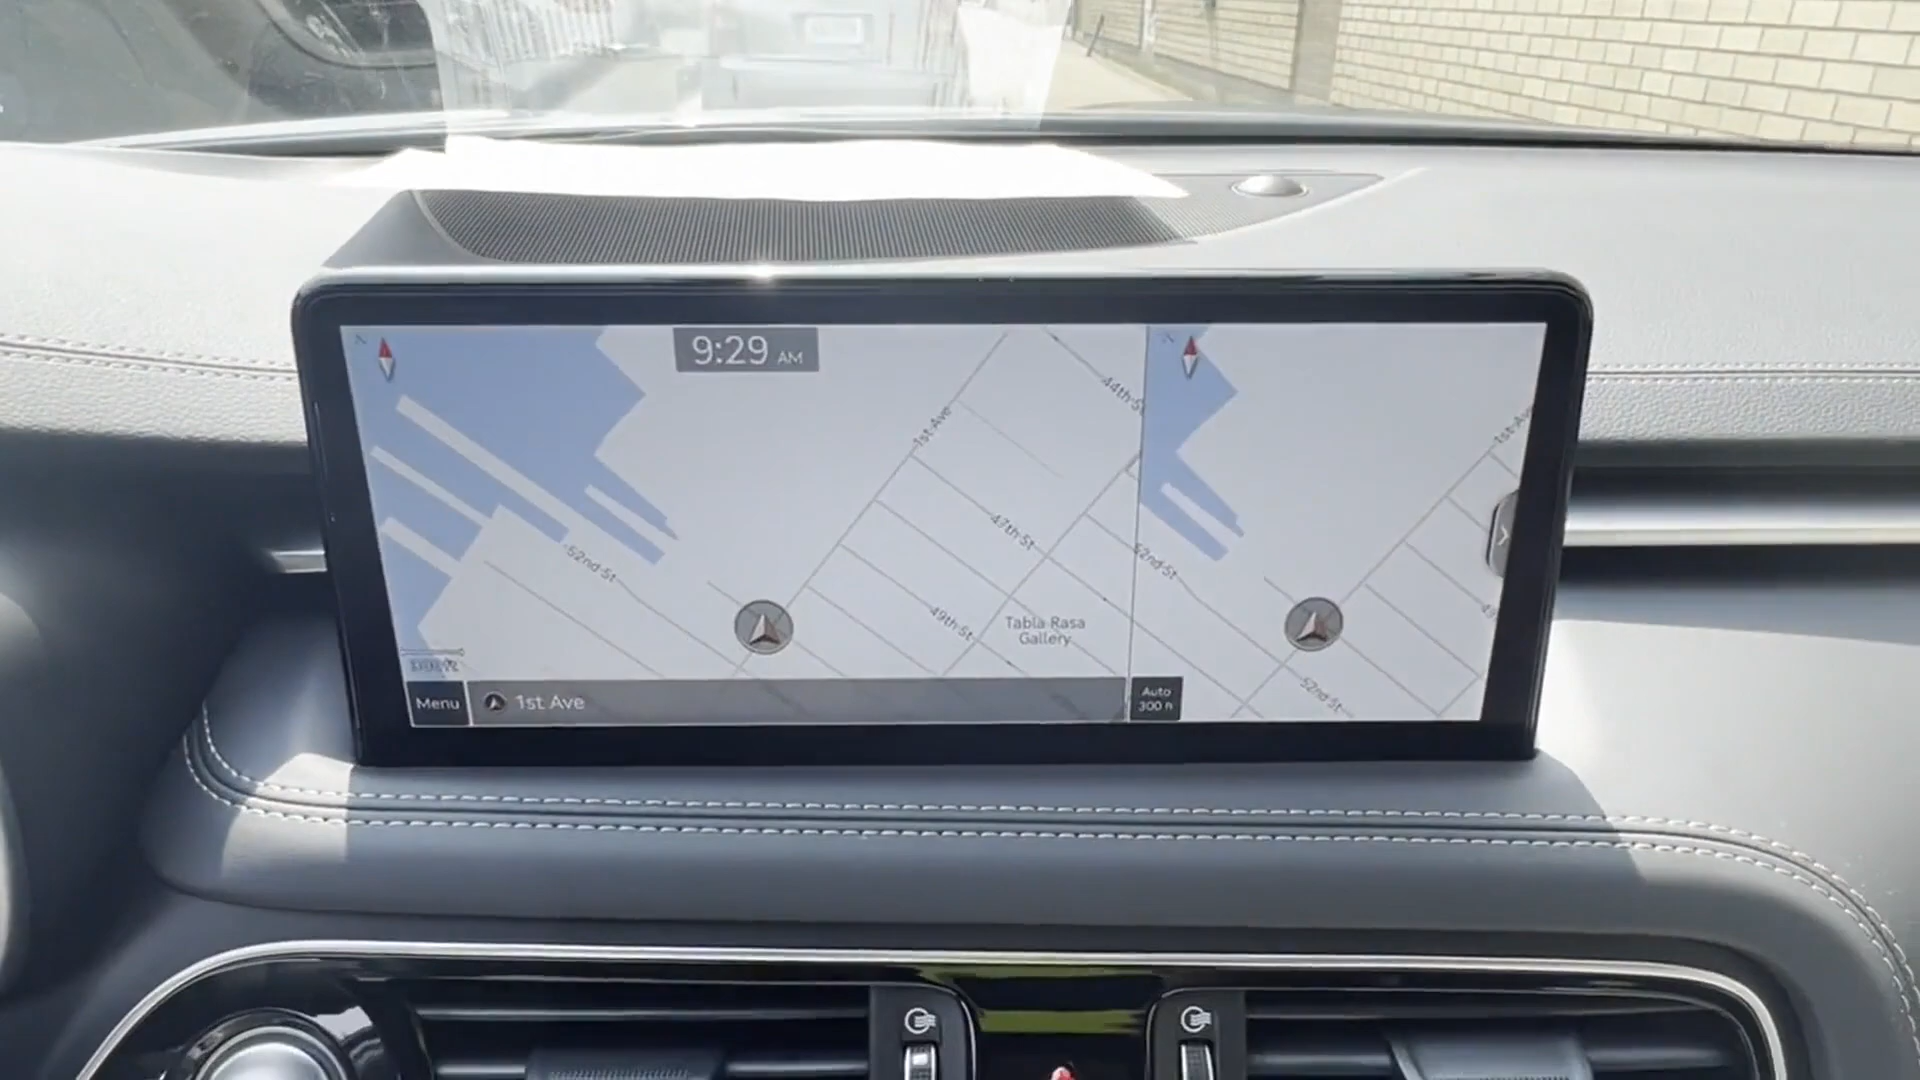 9:29 AM
1st Ave
44th St
47th St
52nd St
49th St
Tabla Rasa
Gallery
Menu
1st Ave
1st Ave
52nd St
52nd St
Auto
300 ft